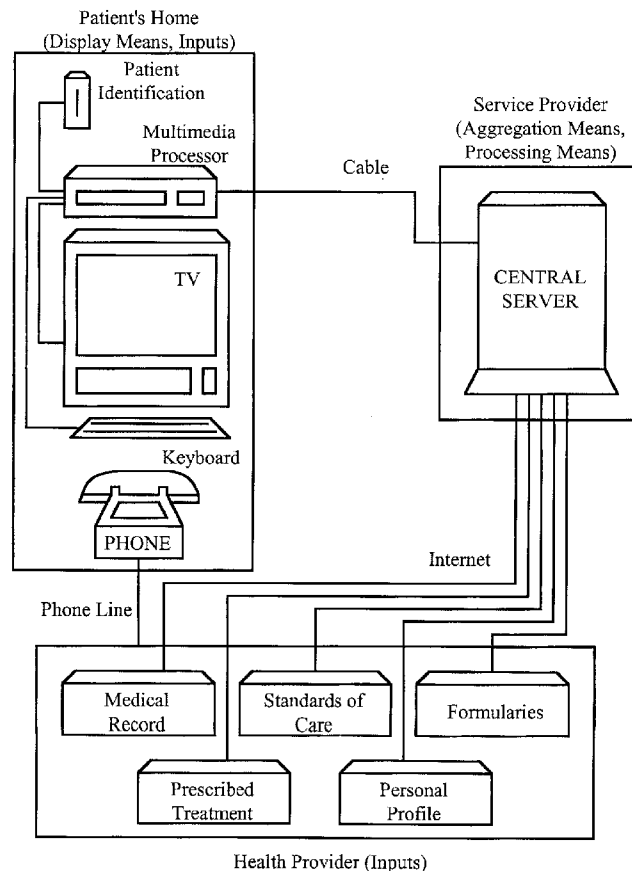 Patient's Home
(Display Means, Inputs)
Patient
Identification
Multimedia
Processor
TV
Keyboard
PHONE
Phone Line
Cable
Service Provider
(Aggregation Means,
Processing Means)
CENTRAL
SERVER
Internet
Medical
Record
Standards of
Care
Formularies
Prescribed
Treatment
Personal
Profile
Health Provider (Inputs)